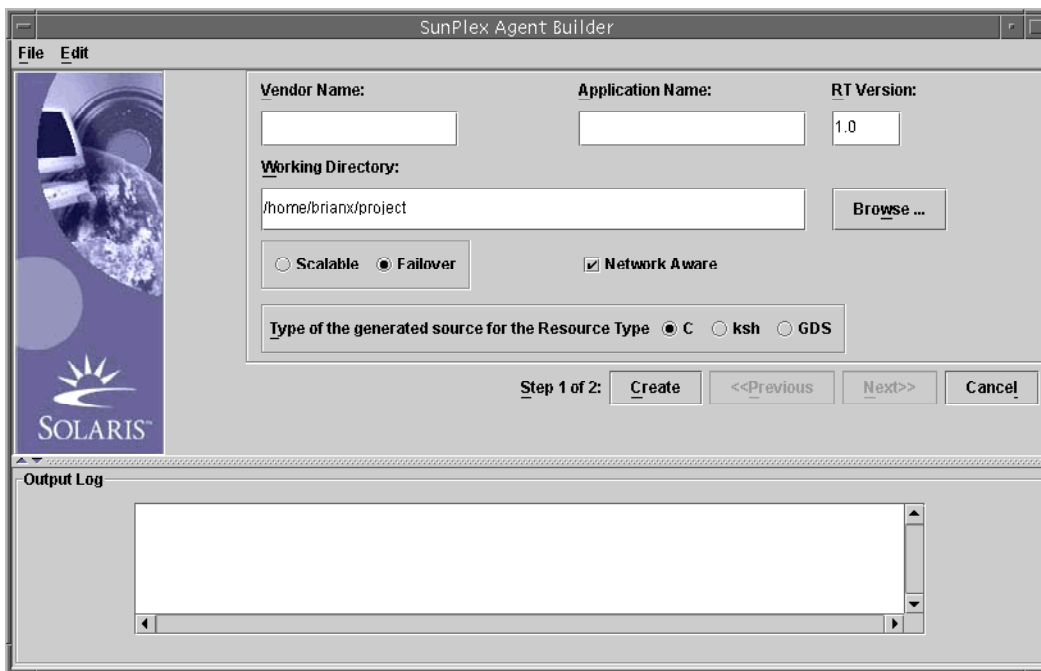 SunPlex Agent Builder
File Edit
Vendor Name: Application Name: RT Version:
1.0
Working Directory:
/home/brianx/project Browse ...
Scalable Failover Network Aware
Type of the generated source for the Resource Type C ksh GDS
Step 1 of 2: Create <<Previous Next>> Cancel
SOLARIS™
Output Log